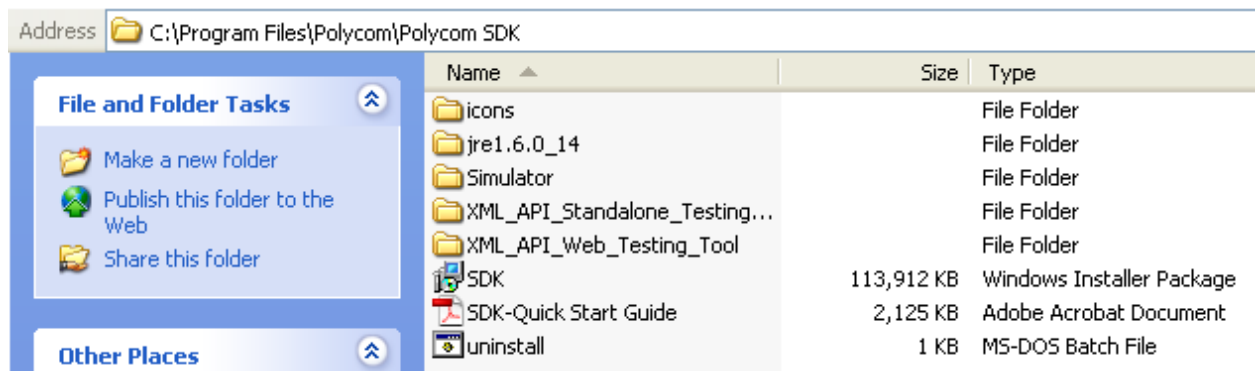 Address C:\Program Files\Polycom\Polycom SDK
File and Folder Tasks
Make a new folder
Publish this folder to the
Web
Share this folder
Other Places
Name Size Type
icons File Folder
jre1.6.0_14 File Folder
Simulator File Folder
XML_API_Standalone_Testing... File Folder
XML_API_Web_Testing_Tool File Folder
SDK 113,912 KB Windows Installer Package
SDK-Quick Start Guide 2,125 KB Adobe Acrobat Document
uninstall 1 KB MS-DOS Batch File